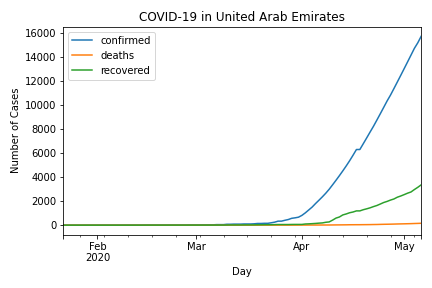 COVID-19 in United Arab Emirates
confirmed
deaths
recovered
16000
14000
12000
10000
8000
6000
4000
2000
0
Number of Cases
Feb
2020
Mar
Apr
May
Day